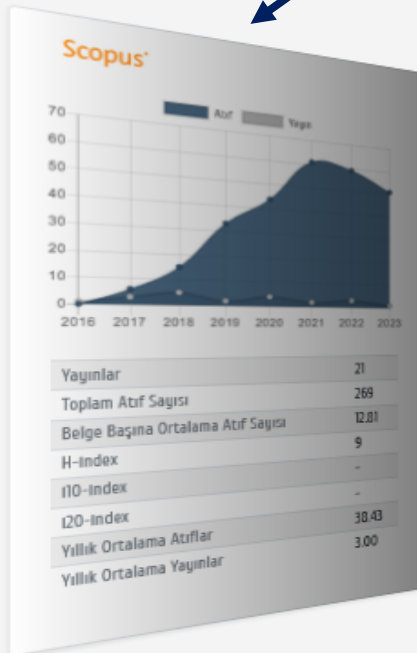 Scopus
Atıf Yayın
70
60
50
40
30
20
10
0
2016 2017 2018 2019 2020 2021 2022 2023
Yayınlar 21
Toplam Atıf Sayısı 269
Belge Başına Ortalama Atıf Sayısı 12.81
H-index 9
i10-index -
i20-index -
Yıllık Ortalama Atıflar 38.43
Yıllık Ortalama Yayınlar 3.00